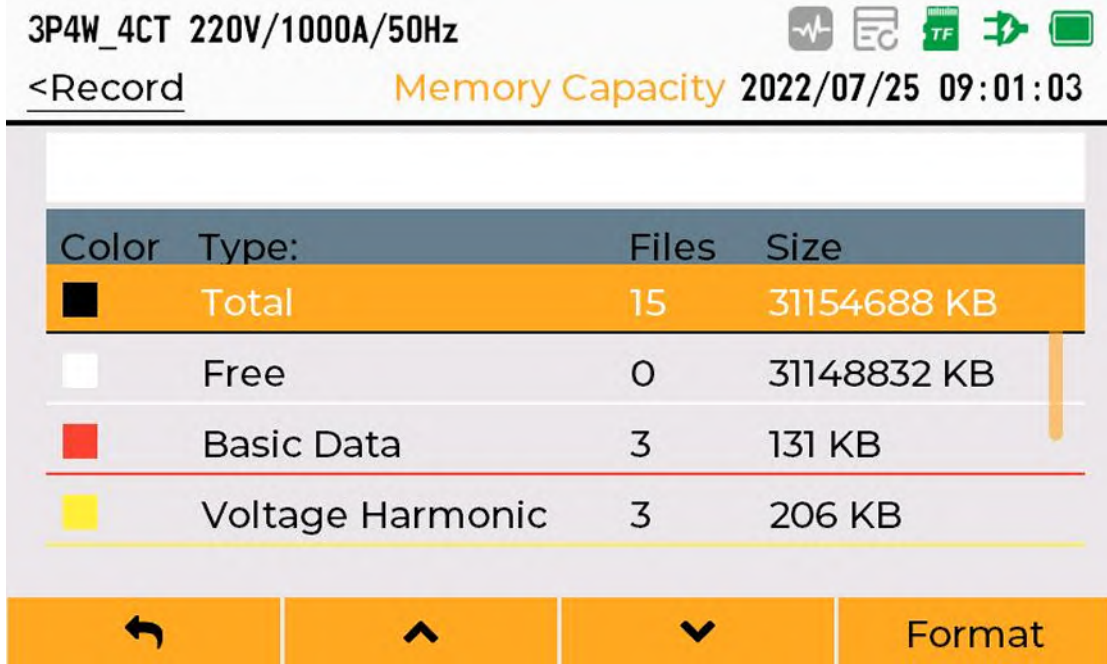 3P4W_4CT 220V/1000A/50Hz TF
<Record Memory Capacity 2022/07/25 09:01:03
Color Type: Files Size
Total 15 31154688 KB
Free 0 31148832 KB
Basic Data 3 131 KB
Voltage Harmonic 3 206 KB
Format